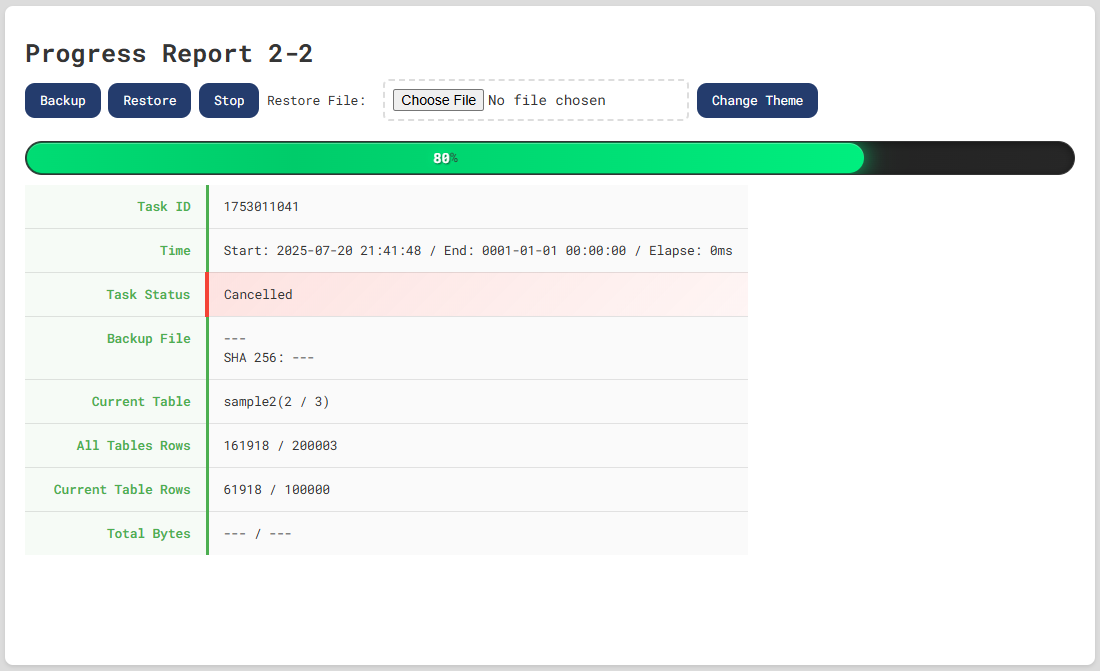 Progress Report 2-2
Backup Restore Stop Restore File: Choose File No file chosen Change Theme
80%
Task ID 1753011041
Time Start: 2025-07-20 21:41:48 / End: 0001-01-01 00:00:00 / Elapse: 0ms
Task Status Cancelled
Backup File ---
SHA 256: ---
Current Table sample2(2 / 3)
All Tables Rows 161918 / 200003
Current Table Rows 61918 / 100000
Total Bytes --- / ---